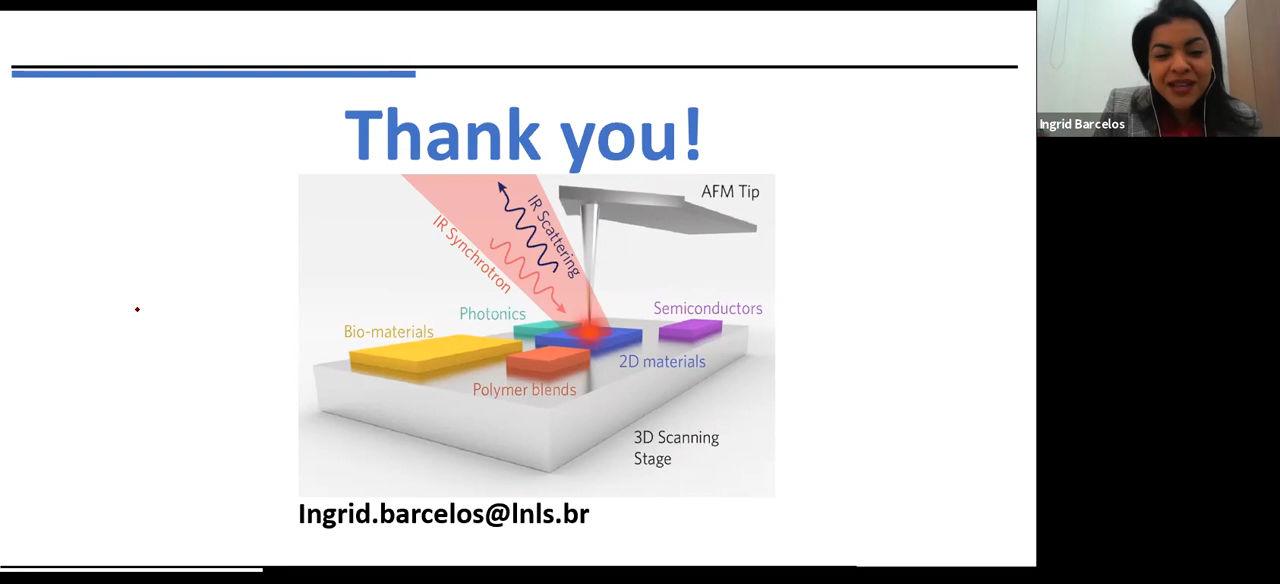 Thank you!
AFM Tip
IR Scattering
IR Synchrotron
Photonics
Semiconductors
Bio-materials
2D materials
Polymer blends
3D Scanning
Stage
Ingrid.barcelos@lnls.br
Ingrid Barcelos